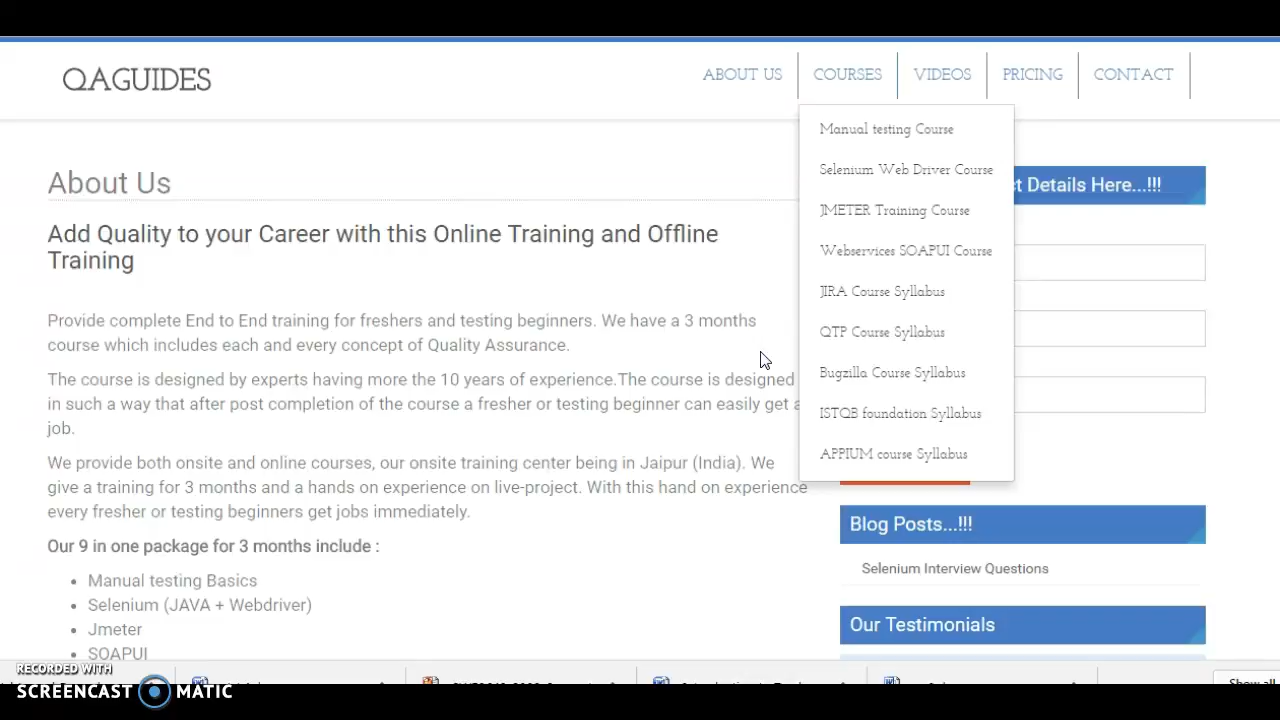 QAGUIDES
ABOUT US
COURSES
VIDEOS
PRICING
CONTACT
Manual testing Course
Selenium Web Driver Course
JMETER Training Course
Webservices SOAPUI Course
JIRA Course Syllabus
QTP Course Syllabus
Bugzilla Course Syllabus
ISTQB foundation Syllabus
APPIUM course Syllabus
About Us
Add Quality to your Career with this Online Training and Offline
Training
Provide complete End to End training for freshers and testing beginners. We have a 3 months
course which includes each and every concept of Quality Assurance.
The course is designed by experts having more the 10 years of experience.The course is designed
in such a way that after post completion of the course a fresher or testing beginner can easily get a
job.
We provide both onsite and online courses, our onsite training center being in Jaipur (India). We
give a training for 3 months and a hands on experience on live-project. With this hand on experience
every fresher or testing beginners get jobs immediately.
Our 9 in one package for 3 months include :
Manual testing Basics
Selenium (JAVA + Webdriver)
Jmeter
SOAPUI
Details Here...!!!
Blog Posts...!!!
Selenium Interview Questions
Our Testimonials
RECORDED WITH
SCREENCAST MATIC
Show all